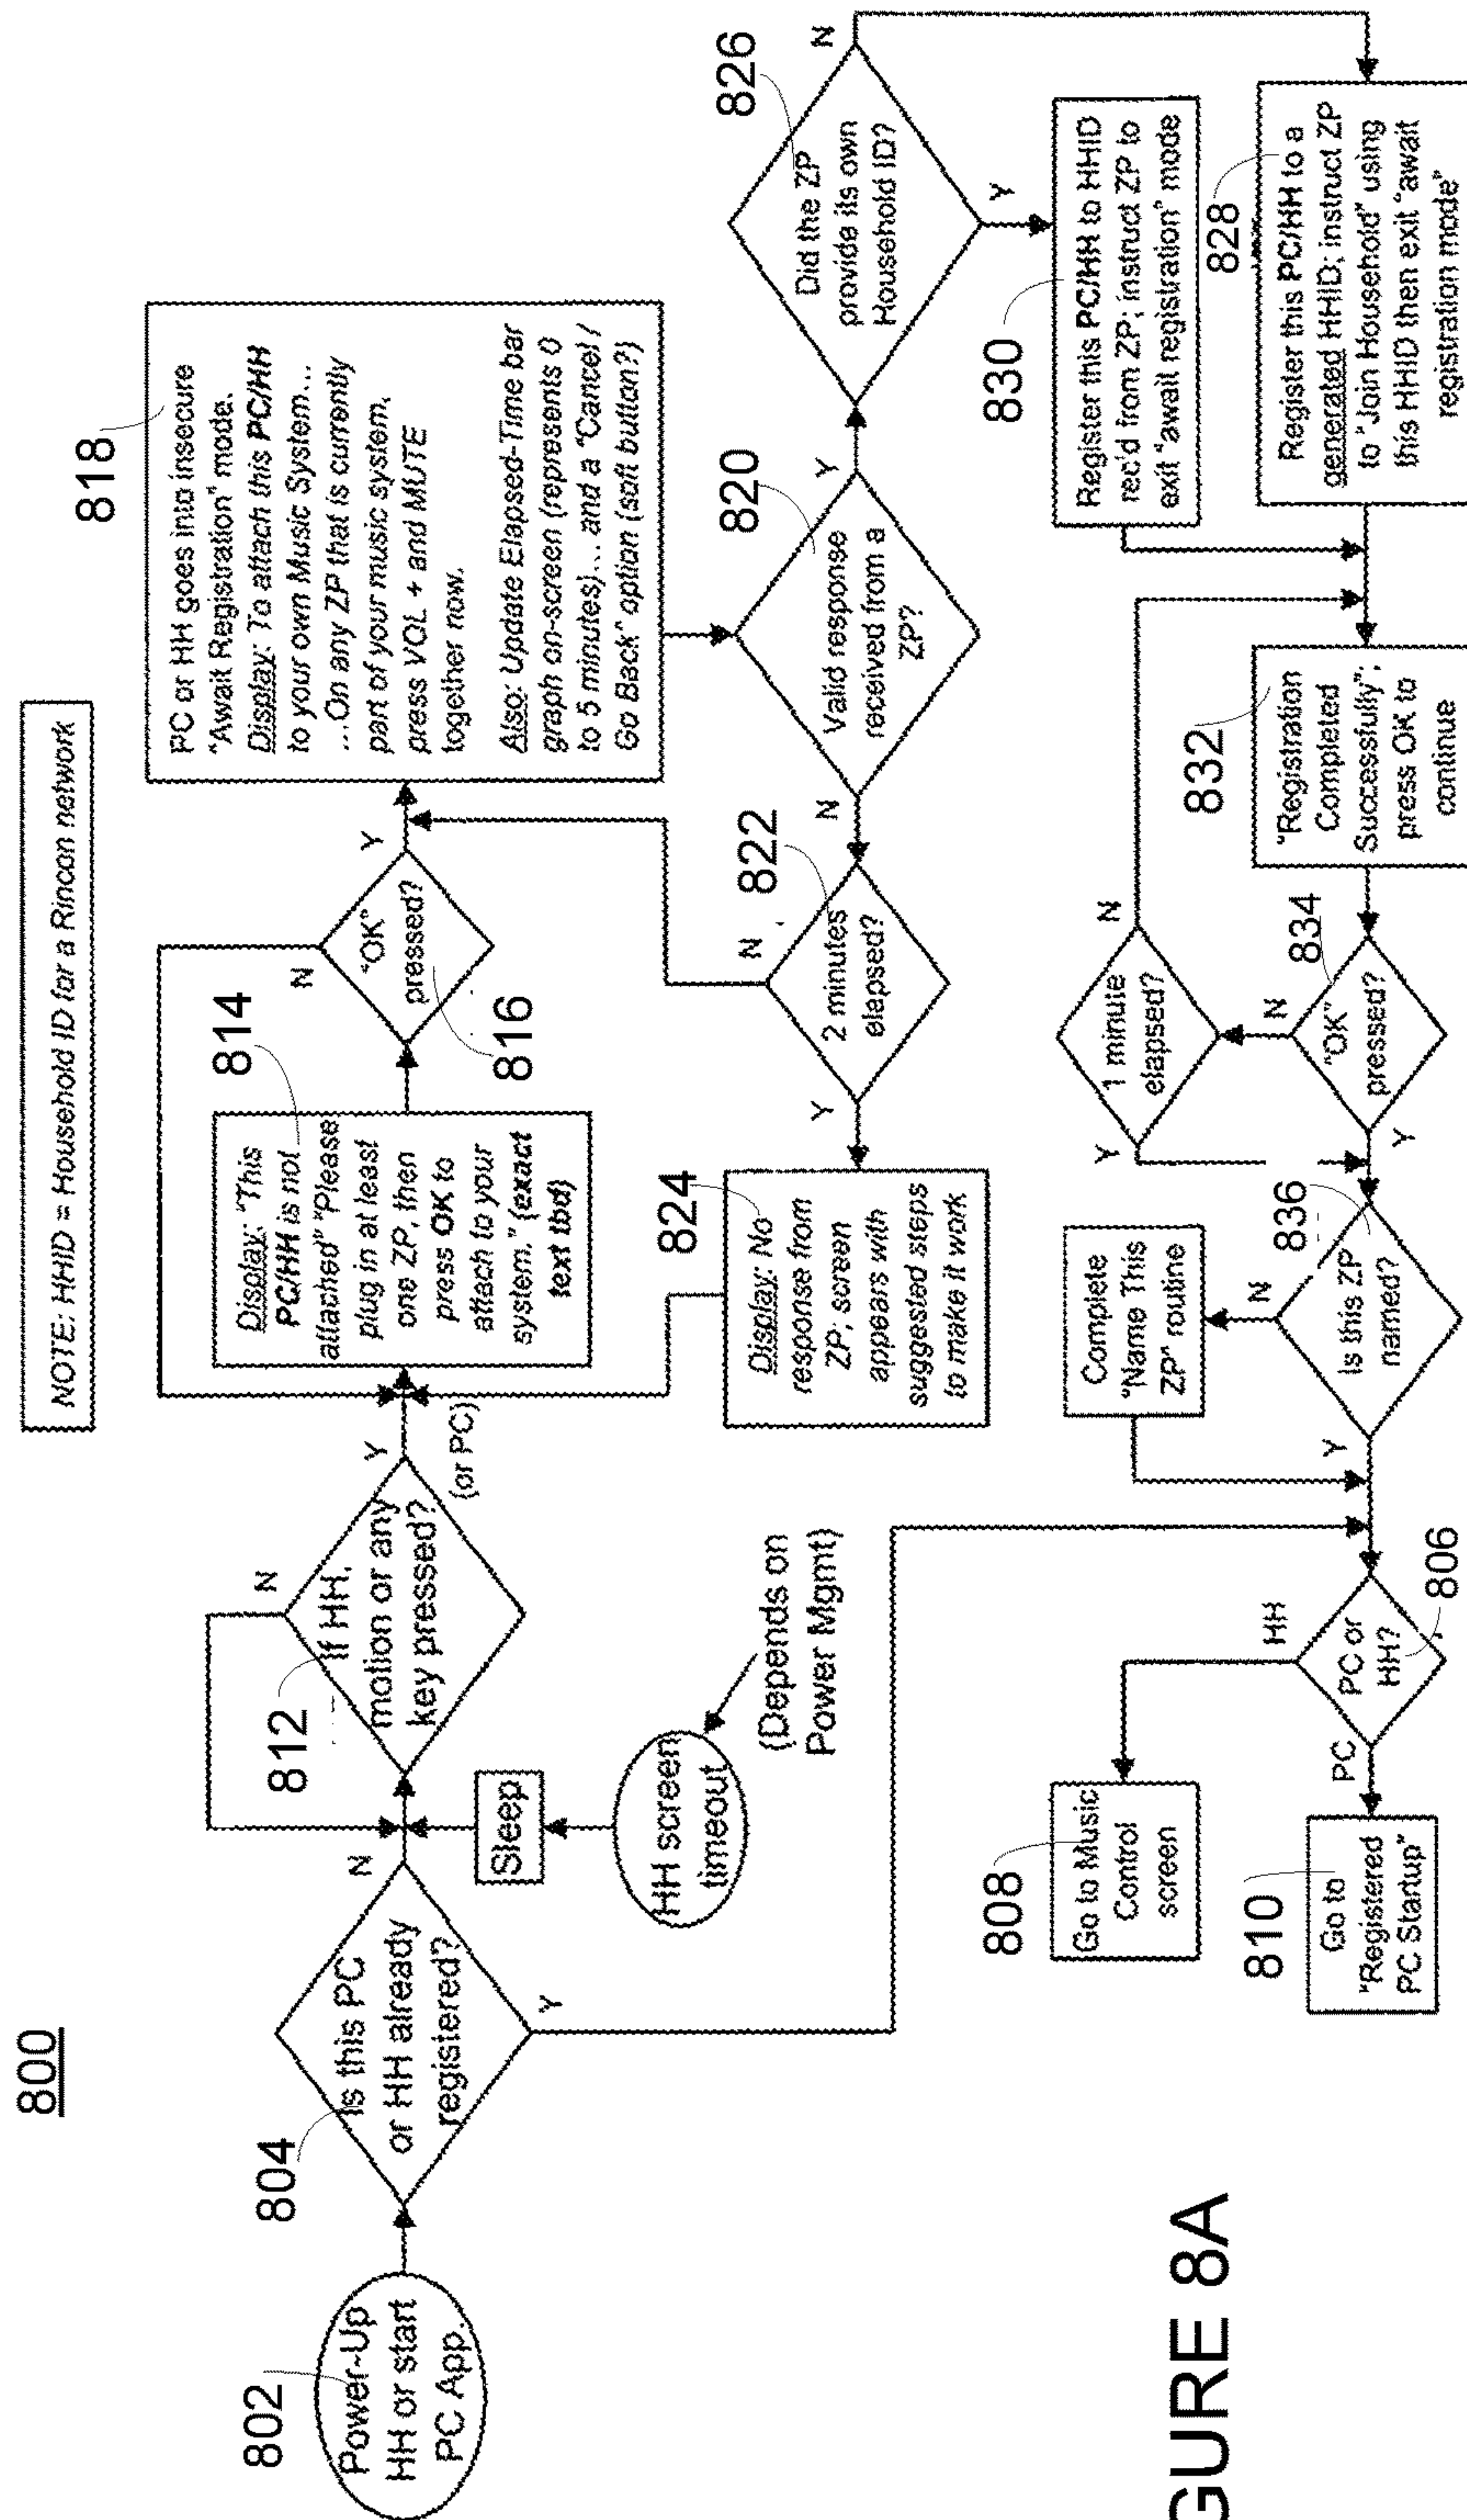 800
NOTE: HHID = Household ID for a Rincon network
802
Power-Up
HH or start
PC App.
804
Is this PC
or HH already
registered?
N
Y
Sleep
HH screen
timeout
(Depends on
Power Mgmt)
812
If HH,
motion or any
key pressed?
N
Y
(or PC)
814
Display: "This
PC/HH is not
attached" "Please
plug in at least
one ZP, then
press OK to
attach to your
system." {exact
text tbd}
"OK"
pressed?
816
N
Y
818
PC or HH goes into insecure
"Await Registration" mode.
Display: To attach this PC/HH
to your own Music System...
...On any ZP that is currently
part of your music system,
press VOL + and MUTE
together now.
Also: Update Elapsed-Time bar
graph on-screen (represents 0
to 5 minutes)... and a "Cancel /
Go Back" option (soft button?)
820
Valid response
received from a
ZP?
N
Y
822
2 minutes
elapsed?
N
Y
824
Display: No
response from
ZP; screen
appears with
suggested steps
to make it work
826
Did the ZP
provide its own
Household ID?
N
Y
830
Register this PC/HH to HHID
rec'd from ZP; instruct ZP to
exit "await registration" mode
828
Register this PC/HH to a
generated HHID; instruct ZP
to "Join Household" using
this HHID then exit "await
registration mode"
832
"Registration
Completed
Successfully";
press OK to
continue
834
"OK"
pressed?
N
Y
1 minute
elapsed?
N
Y
836
Is this ZP
named?
N
Y
Complete
"Name This
ZP" routine
806
PC or
HH?
HH
PC
808
Go to Music
Control
screen
810
Go to
"Registered
PC Startup"
GURE 8A